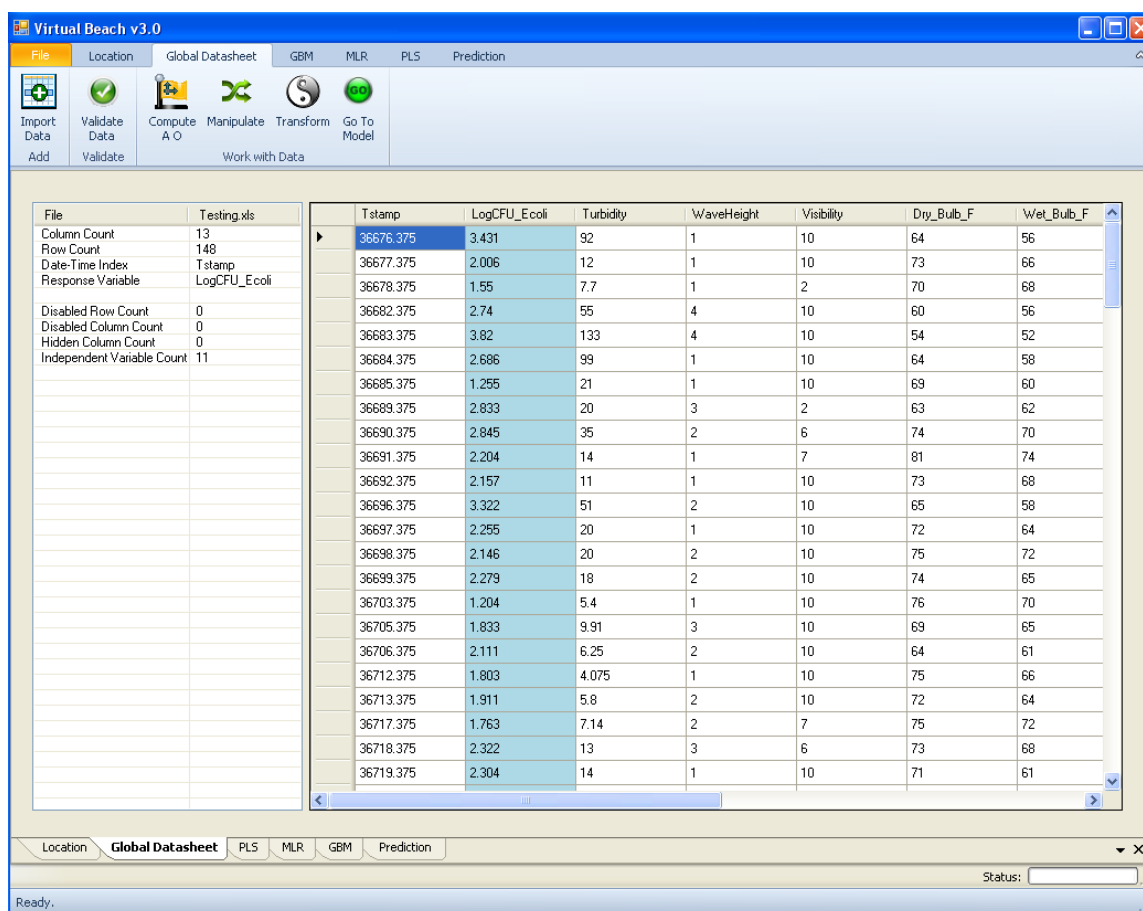 Virtual Beach v3.0
File Location Global Datasheet GBM MLR PLS Prediction
Import Data Validate Data Compute A O Manipulate Transform GO Go To Model
Add Validate Work with Data
File Testing.xls
Column Count 13
Row Count 148
Date-Time Index Tstamp
Response Variable LogCFU_Ecoli
Disabled Row Count 0
Disabled Column Count 0
Hidden Column Count 0
Independent Variable Count 11
Tstamp LogCFU_Ecoli Turbidity WaveHeight Visibility Dry_Bulb_F Wet_Bulb_F
36676.375 3.431 92 1 10 64 56
36677.375 2.006 12 1 10 73 66
36678.375 1.55 7.7 1 2 70 68
36682.375 2.74 55 4 10 60 56
36683.375 3.82 133 4 10 54 52
36684.375 2.686 99 1 10 64 58
36685.375 1.255 21 1 10 69 60
36689.375 2.833 20 3 2 63 62
36690.375 2.845 35 2 6 74 70
36691.375 2.204 14 1 7 81 74
36692.375 2.157 11 1 10 73 68
36696.375 3.322 51 2 10 65 58
36697.375 2.255 20 1 10 72 64
36698.375 2.146 20 2 10 75 72
36699.375 2.279 18 2 10 74 65
36703.375 1.204 5.4 1 10 76 70
36705.375 1.833 9.91 3 10 69 65
36706.375 2.111 6.25 2 10 64 61
36712.375 1.803 4.075 1 10 75 66
36713.375 1.911 5.8 2 10 72 64
36717.375 1.763 7.14 2 7 75 72
36718.375 2.322 13 3 6 73 68
36719.375 2.304 14 1 10 71 61
Location Global Datasheet PLS MLR GBM Prediction
Status:
Ready.